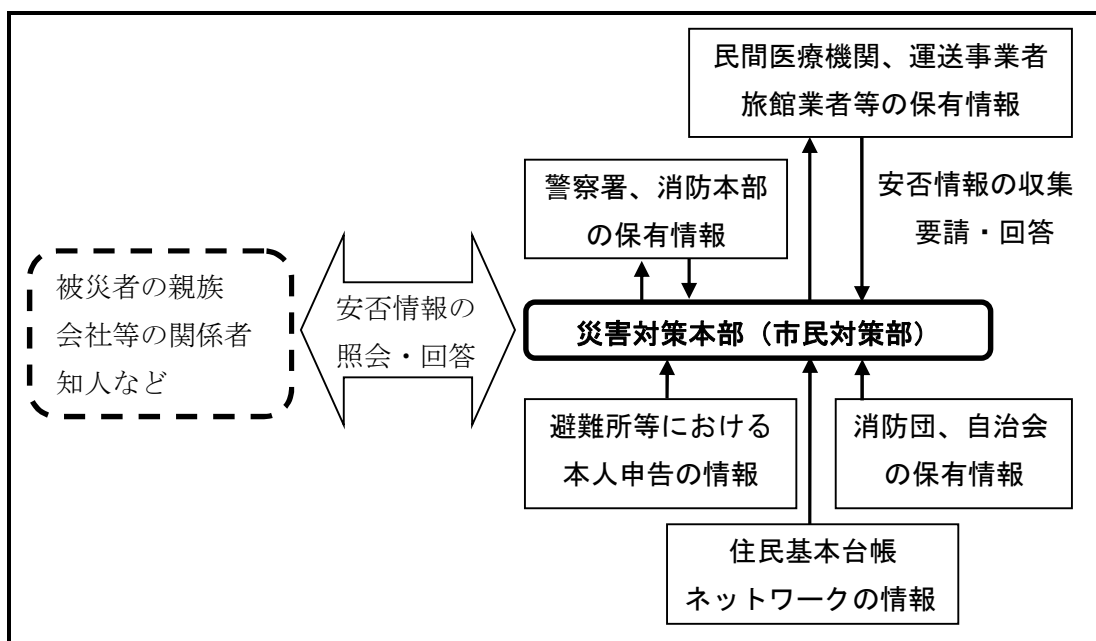 民間医療機関、運送事業者
旅館業者等の保有情報
警察署、消防本部
の保有情報
安否情報の収集
要請・回答
被災者の親族
会社等の関係者
知人など
安否情報の
照会・回答
災害対策本部（市民対策部）
避難所等における
本人申告の情報
消防団、自治会
の保有情報
住民基本台帳
ネットワークの情報